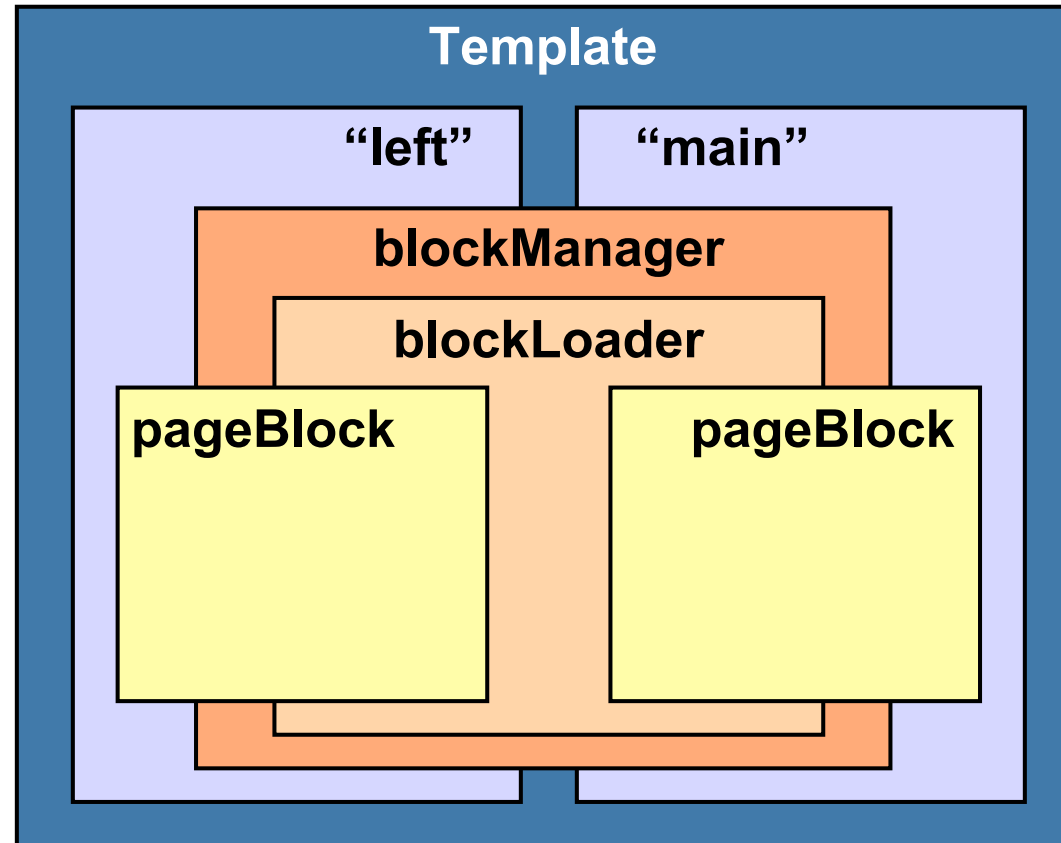 Template
“left” “main”
blockManager
blockLoader
pageBlock pageBlock